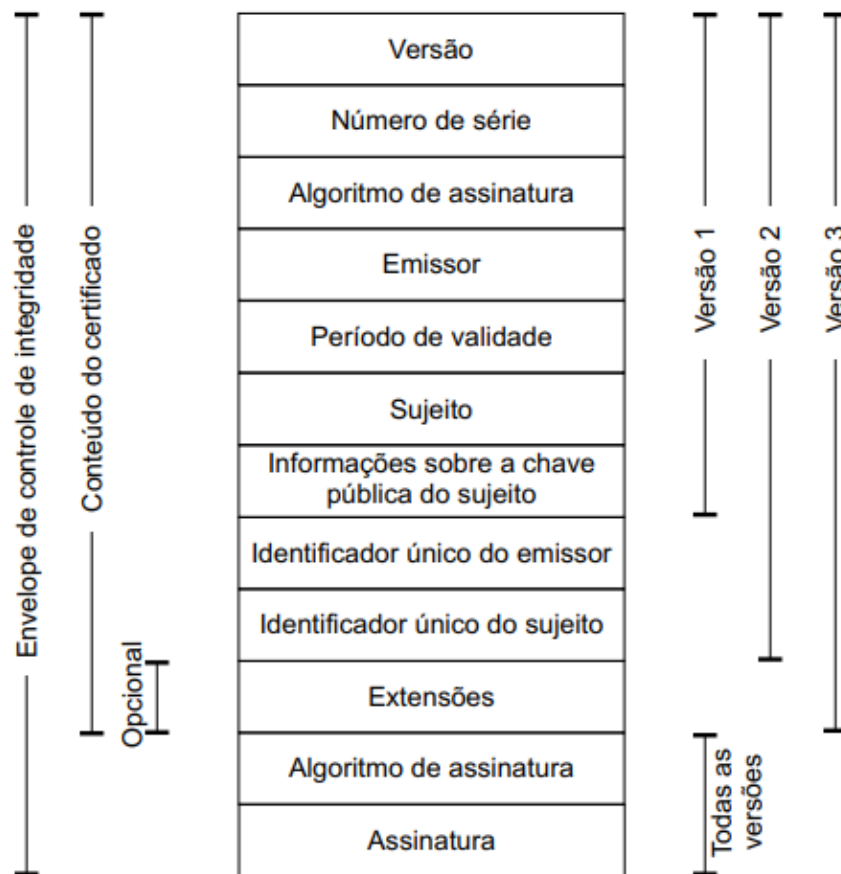 Versão
Número de série
Algoritmo de assinatura
Emissor
Período de validade
Sujeito
Informações sobre a chave
pública do sujeito
Identificador único do emissor
Identificador único do sujeito
Extensões
Algoritmo de assinatura
Assinatura
Envelope de controle de integridade
Conteúdo do certificado
Opcional
Versão 1
Versão 2
Versão 3
Todas as
versões